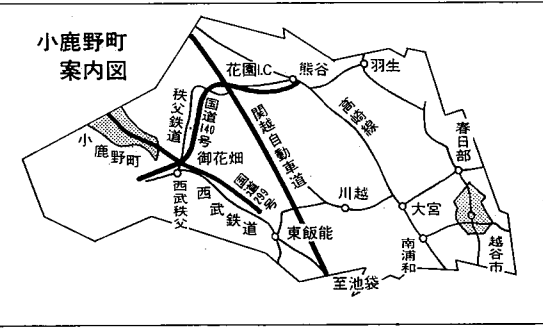 小鹿野町
案内図
花園I.C
熊谷
羽生
秩父鉄道
国道140号
関越自動車道
高崎線
春日部
小鹿野町
御花畑
西武秩父
西武鉄道
国道299号
川越
大宮
東飯能
南浦和
越谷市
至池袋